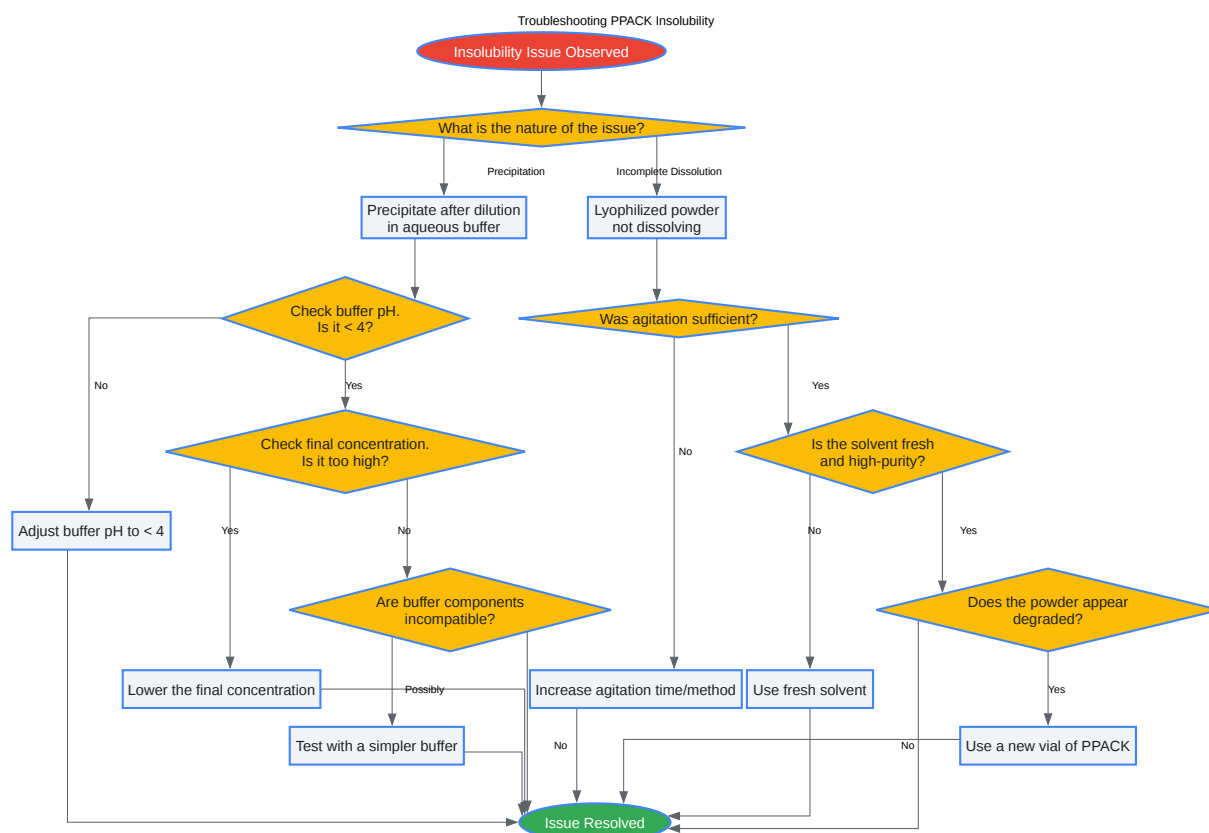 Troubleshooting PPACK Insolubility
Insolubility Issue Observed
What is the nature of the issue?
Precipitation
Incomplete Dissolution
Precipitate after dilution
in aqueous buffer
Lyophilized powder
not dissolving
Check buffer pH.
Is it < 4?
Was agitation sufficient?
No
Yes
Yes
Check final concentration.
Is it too high?
No
Is the solvent fresh
and high-purity?
Adjust buffer pH to < 4
Yes
No
No
Yes
Are buffer components
incompatible?
Does the powder appear
degraded?
Lower the final concentration
Possibly
Increase agitation time/method
Use fresh solvent
Yes
Test with a simpler buffer
No
No
Use a new vial of PPACK
Issue Resolved